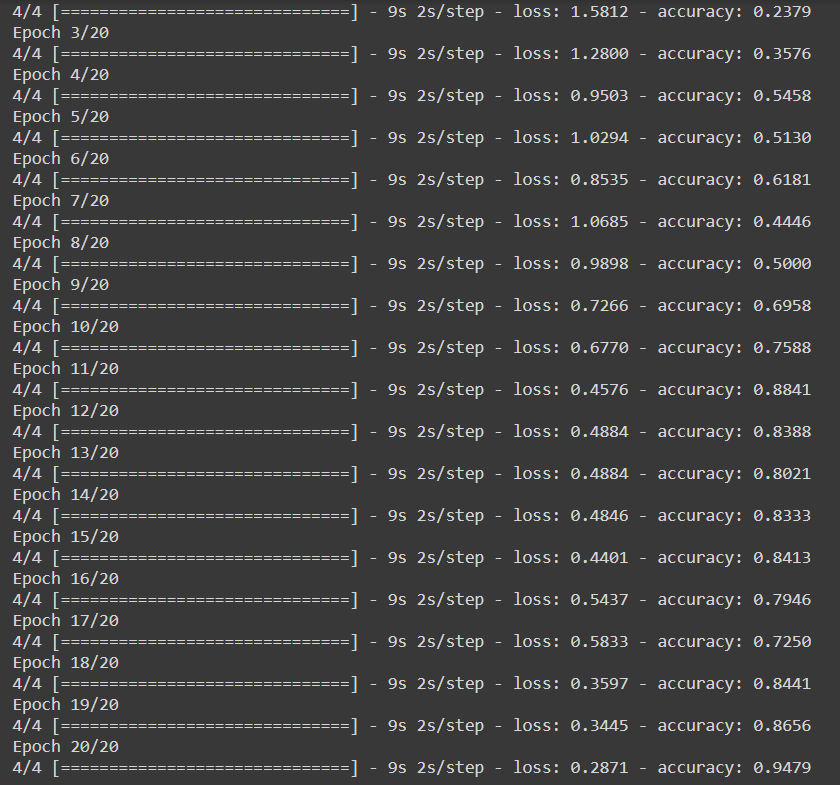 4/4 [==============================] - 9s 2s/step - loss: 1.5812 - accuracy: 0.2379
Epoch 3/20
4/4 [==============================] - 9s 2s/step - loss: 1.2800 - accuracy: 0.3576
Epoch 4/20
4/4 [==============================] - 9s 2s/step - loss: 0.9503 - accuracy: 0.5458
Epoch 5/20
4/4 [==============================] - 9s 2s/step - loss: 1.0294 - accuracy: 0.5130
Epoch 6/20
4/4 [==============================] - 9s 2s/step - loss: 0.8535 - accuracy: 0.6181
Epoch 7/20
4/4 [==============================] - 9s 2s/step - loss: 1.0685 - accuracy: 0.4446
Epoch 8/20
4/4 [==============================] - 9s 2s/step - loss: 0.9898 - accuracy: 0.5000
Epoch 9/20
4/4 [==============================] - 9s 2s/step - loss: 0.7266 - accuracy: 0.6958
Epoch 10/20
4/4 [==============================] - 9s 2s/step - loss: 0.6770 - accuracy: 0.7588
Epoch 11/20
4/4 [==============================] - 9s 2s/step - loss: 0.4576 - accuracy: 0.8841
Epoch 12/20
4/4 [==============================] - 9s 2s/step - loss: 0.4884 - accuracy: 0.8388
Epoch 13/20
4/4 [==============================] - 9s 2s/step - loss: 0.4884 - accuracy: 0.8021
Epoch 14/20
4/4 [==============================] - 9s 2s/step - loss: 0.4846 - accuracy: 0.8333
Epoch 15/20
4/4 [==============================] - 9s 2s/step - loss: 0.4401 - accuracy: 0.8413
Epoch 16/20
4/4 [==============================] - 9s 2s/step - loss: 0.5437 - accuracy: 0.7946
Epoch 17/20
4/4 [==============================] - 9s 2s/step - loss: 0.5833 - accuracy: 0.7250
Epoch 18/20
4/4 [==============================] - 9s 2s/step - loss: 0.3597 - accuracy: 0.8441
Epoch 19/20
4/4 [==============================] - 9s 2s/step - loss: 0.3445 - accuracy: 0.8656
Epoch 20/20
4/4 [==============================] - 9s 2s/step - loss: 0.2871 - accuracy: 0.9479